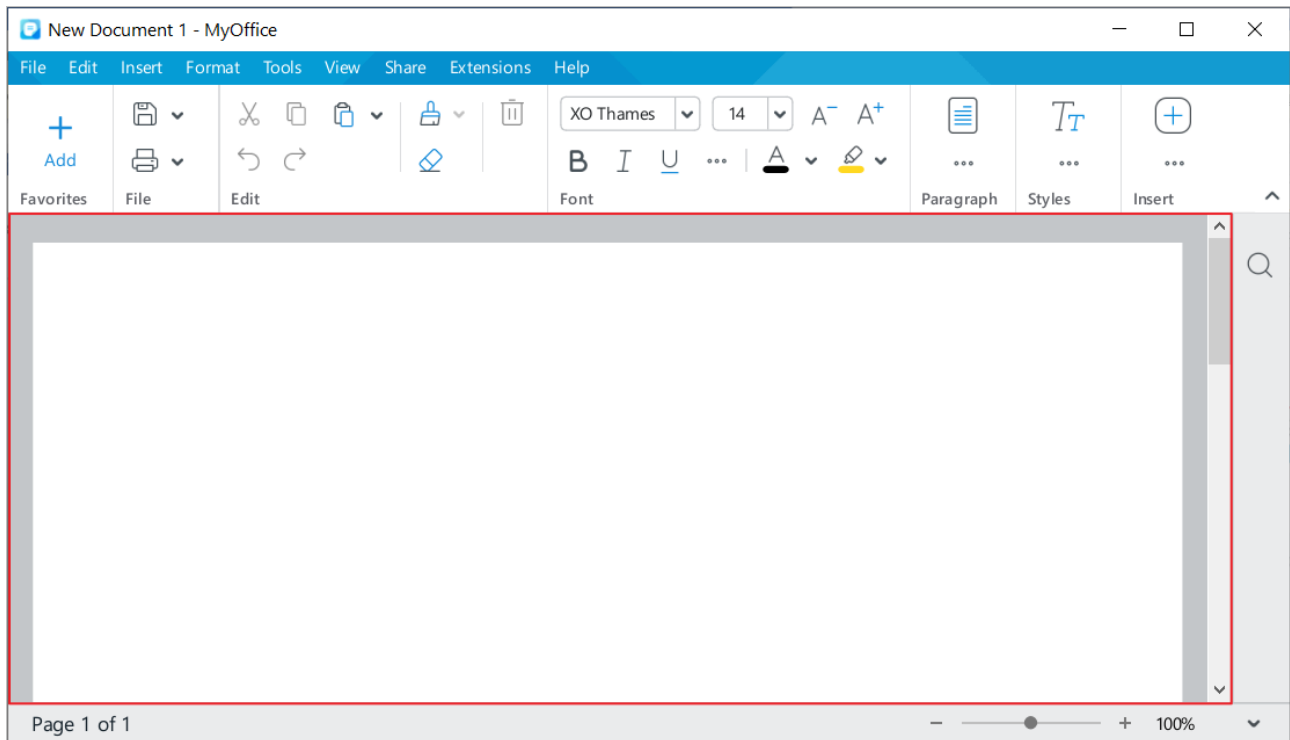 New Document 1 - MyOffice
File Edit Insert Format Tools View Share Extensions Help
XO Thames 14 A⁻ A⁺
Add B I U A
Favorites File Edit Font Paragraph Styles Insert
Page 1 of 1 100%